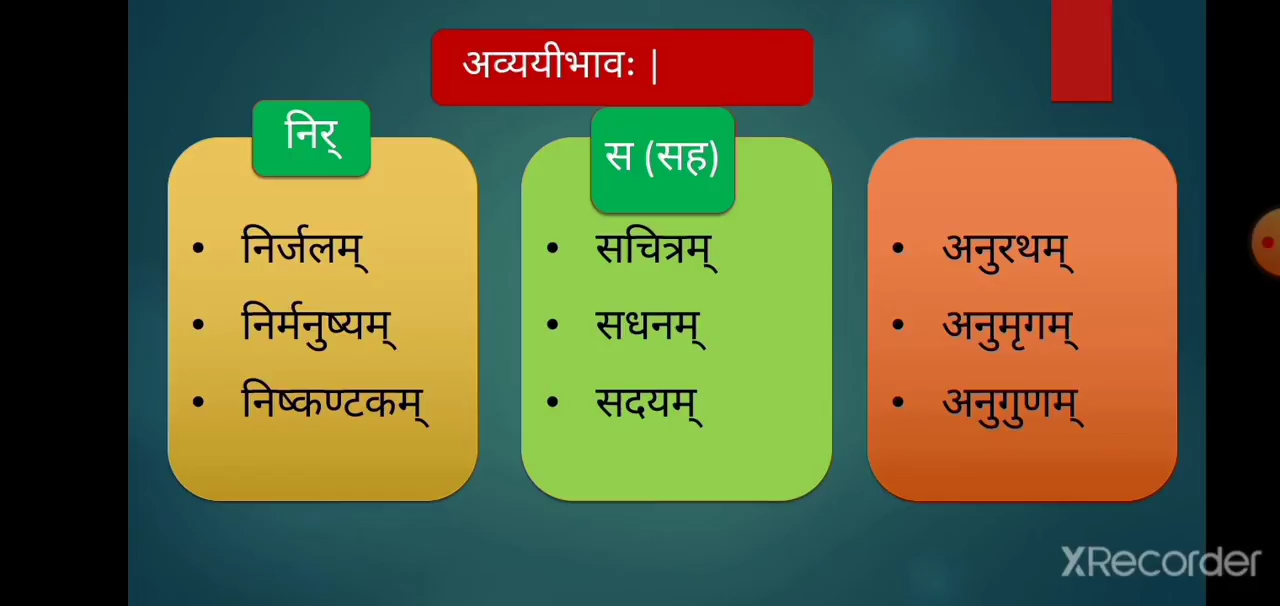 अव्ययीभावः |
निर्
• निर्जलम्
• निर्मनुष्यम्
• निष्कण्टकम्
स (सह)
• सचित्रम्
• सधनम्
• सदयम्
• अनुरथम्
• अनुमृगम्
• अनुगुणम्
XRecorder